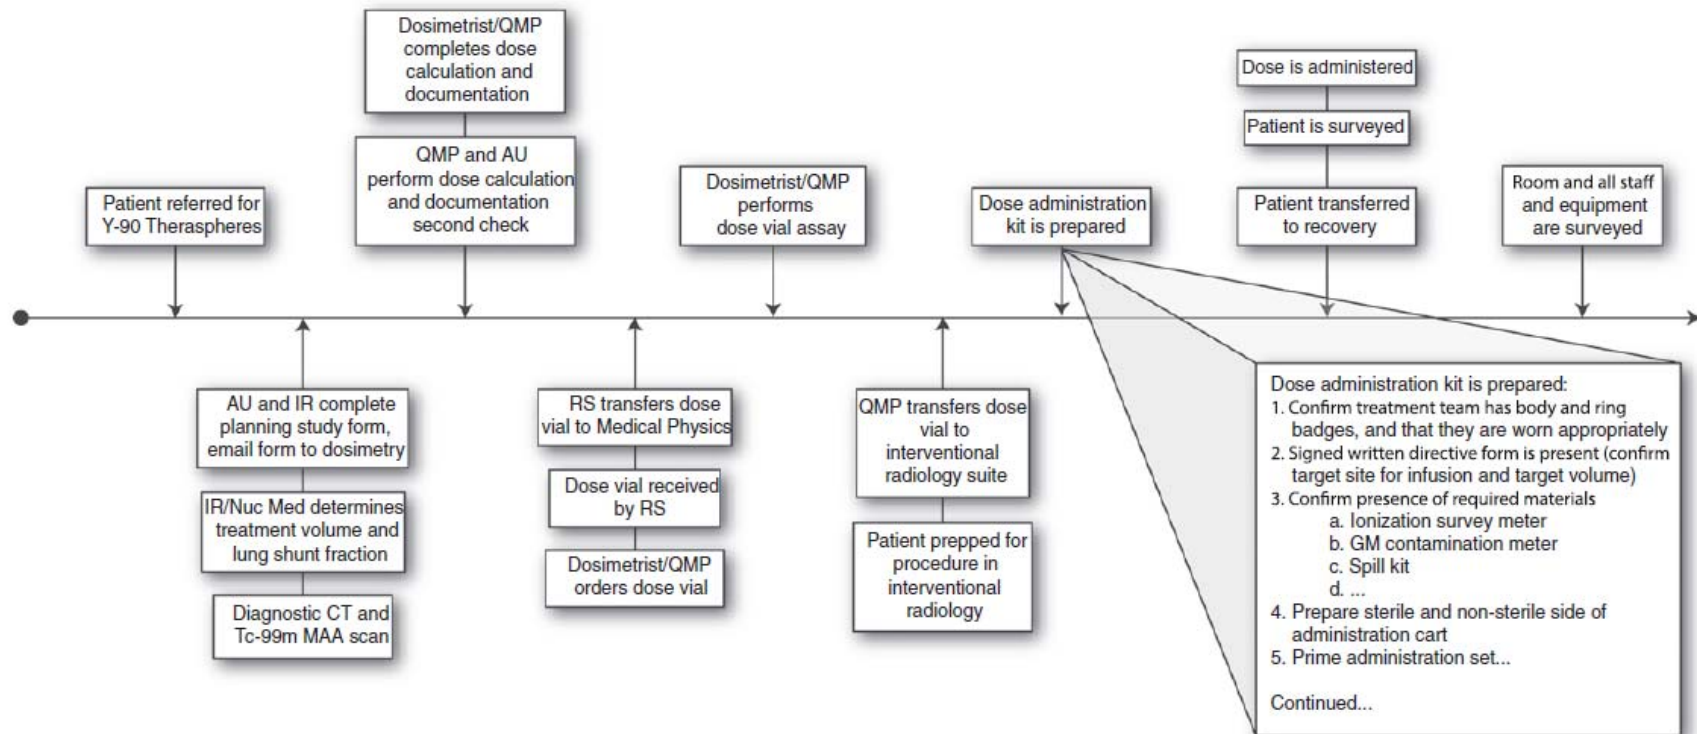 Dosimetrist/QMP
completes dose
calculation and
documentation
QMP and AU
perform dose calculation
and documentation
second check
Patient referred for
Y-90 Theraspheres
Dosimetrist/QMP
performs
dose vial assay
Dose administration
kit is prepared
Dose is administered
Patient is surveyed
Patient transferred
to recovery
Room and all staff
and equipment
are surveyed
AU and IR complete
planning study form,
email form to dosimetry
IR/Nuc Med determines
treatment volume and
lung shunt fraction
Diagnostic CT and
Tc-99m MAA scan
RS transfers dose
vial to Medical Physics
Dose vial received
by RS
Dosimetrist/QMP
orders dose vial
QMP transfers dose
vial to
interventional
radiology suite
Patient prepped for
procedure in
interventional
radiology
Dose administration kit is prepared:
1. Confirm treatment team has body and ring
badges, and that they are worn appropriately
2. Signed written directive form is present (confirm
target site for infusion and target volume)
3. Confirm presence of required materials
a. Ionization survey meter
b. GM contamination meter
c. Spill kit
d. ...
4. Prepare sterile and non-sterile side of
administration cart
5. Prime administration set...
Continued...